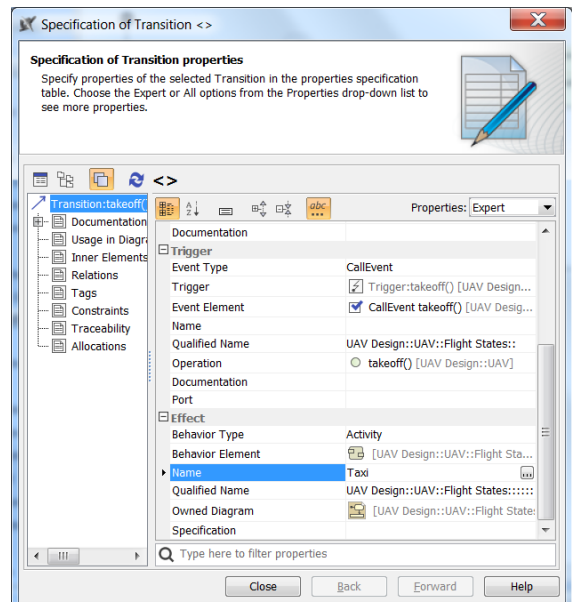 Specification of Transition <>
Specification of Transition properties
Specify properties of the selected Transition in the properties specification
table. Choose the Expert or All options from the Properties drop-down list to
see more properties.
<>
Transition:takeoff(
Documentation
Usage in Diagra
Inner Elements
Relations
Tags
Constraints
Traceability
Allocations
Properties: Expert
Documentation
Trigger
Event Type CallEvent
Trigger Trigger:takeoff() [UAV Design...
Event Element CallEvent takeoff() [UAV Desig...
Name
Qualified Name UAV Design::UAV::Flight States::
Operation takeoff() [UAV Design::UAV]
Documentation
Port
Effect
Behavior Type Activity
Behavior Element [UAV Design::UAV::Flight Sta...
Name Taxi ...
Qualified Name UAV Design::UAV::Flight States::::::
Owned Diagram [UAV Design::UAV::Flight States
Specification
Type here to filter properties
Close Back Forward Help